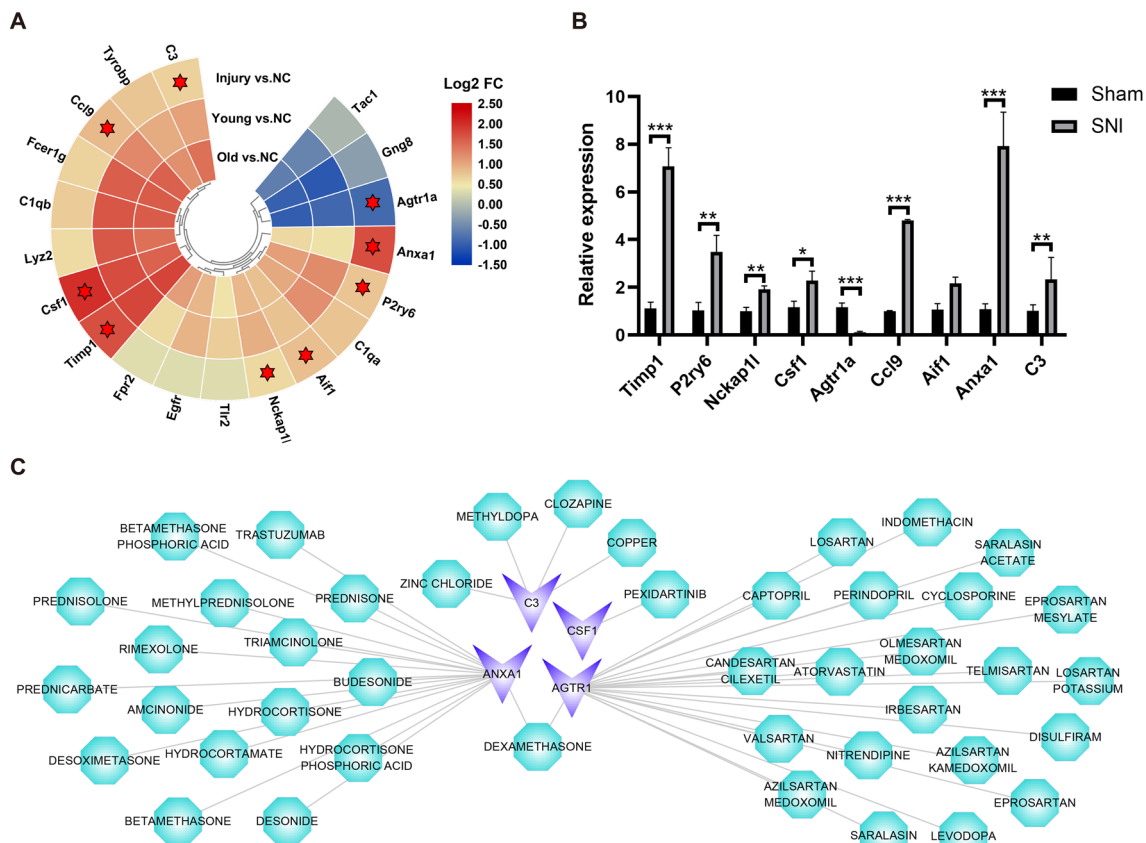 A
B
C3
Tyrobp
Ccl9
Fcer1g
C1qb
Lyz2
Csf1
Timp1
Fpr2
Egfr
Tlr2
Nckap1l
Aif1
C1qa
P2ry6
Anxa1
Agtr1a
Gng8
Tac1
Injury vs.NC
Young vs.NC
Old vs.NC
Log2 FC
2.50
2.00
1.50
1.00
0.50
0.00
-0.50
-1.00
-1.50
Relative expression
10
8
6
4
2
0
***
**
**
*
***
***
***
**
Sham
SNI
Timp1
P2ry6
Nckap1l
Csf1
Agtr1a
Ccl9
Aif1
Anxa1
C3
C
BETAMETHASONE
PHOSPHORIC ACID
TRASTUZUMAB
METHYLDOPA
CLOZAPINE
COPPER
LOSARTAN
INDOMETHACIN
SARALASIN
ACETATE
PREDNISOLONE
METHYLPREDNISOLONE
PREDNISONE
ZINC CHLORIDE
C3
PEXIDARTINIB
CAPTOPRIL
PERINDOPRIL
CYCLOSPORINE
EPROSARTAN
MESYLATE
RIMEXOLONE
TRIAMCINOLONE
CSF1
OLMESARTAN
MEDOXOMIL
PREDNICARBATE
BUDESONIDE
ANXA1
AGTR1
CANDESARTAN
CILEXETIL
ATORVASTATIN
TELMISARTAN
LOSARTAN
POTASSIUM
AMCINONIDE
HYDROCORTISONE
IRBESARTAN
DESOXIMETASONE
HYDROCORTAMATE
HYDROCORTISONE
PHOSPHORIC ACID
DEXAMETHASONE
VALSARTAN
NITRENDIPINE
AZILSARTAN
KAMEDOXOMIL
DISULFIRAM
AZILSARTAN
MEDOXOMIL
EPROSARTAN
BETAMETHASONE
DESONIDE
SARALASIN
LEVODOPA